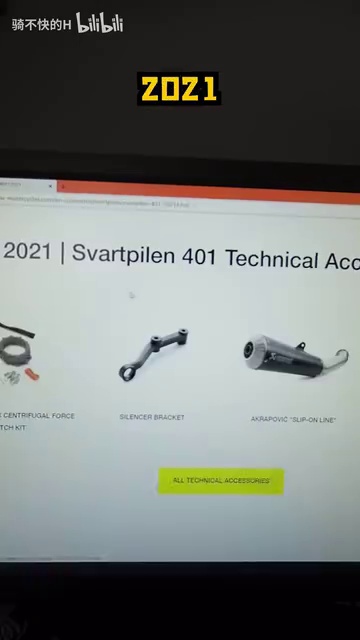 骑不快的H bilibili
2021
2021 | Svartpilen 401 Technical Acc
CENTRIFUGAL FORCE
TCH KIT
SILENCER BRACKET
AKRAPOVIČ "SLIP-ON LINE"
ALL TECHNICAL ACCESSORIES